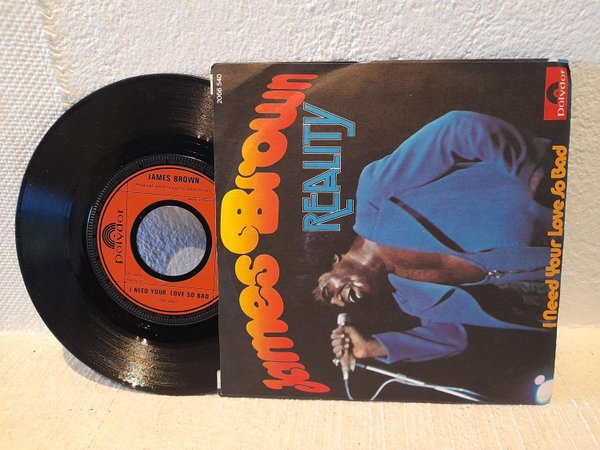 JAMES BROWN
polydor
I NEED YOUR LOVE SO BAD
2066 540
James Brown
REALITY
polydor
I Need Your Love So Bad